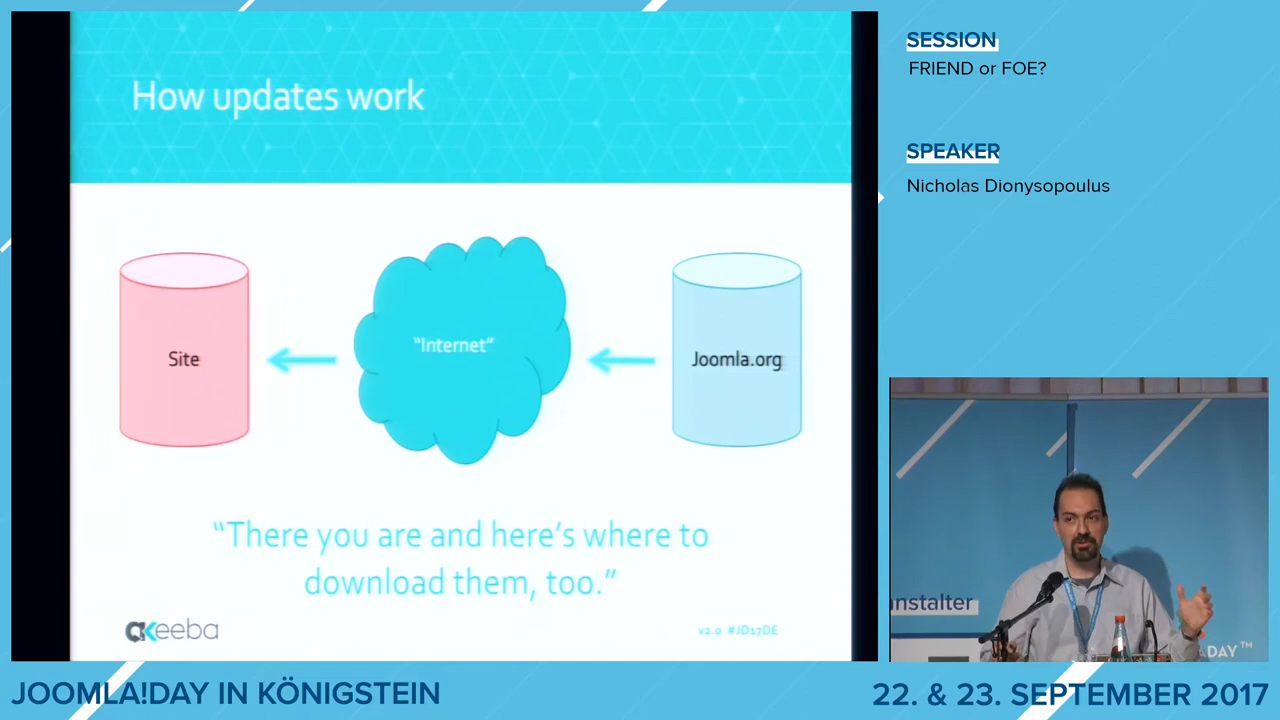 How updates work
Site
“Internet”
Joomla.org
“There you are and here’s where to
download them, too.”
akeeba
v2.0 #JD17DE
SESSION
FRIEND or FOE?
SPEAKER
Nicholas Dionysopoulus
nstalter
DAY™
JOOMLA!DAY IN KÖNIGSTEIN
22. & 23. SEPTEMBER 2017